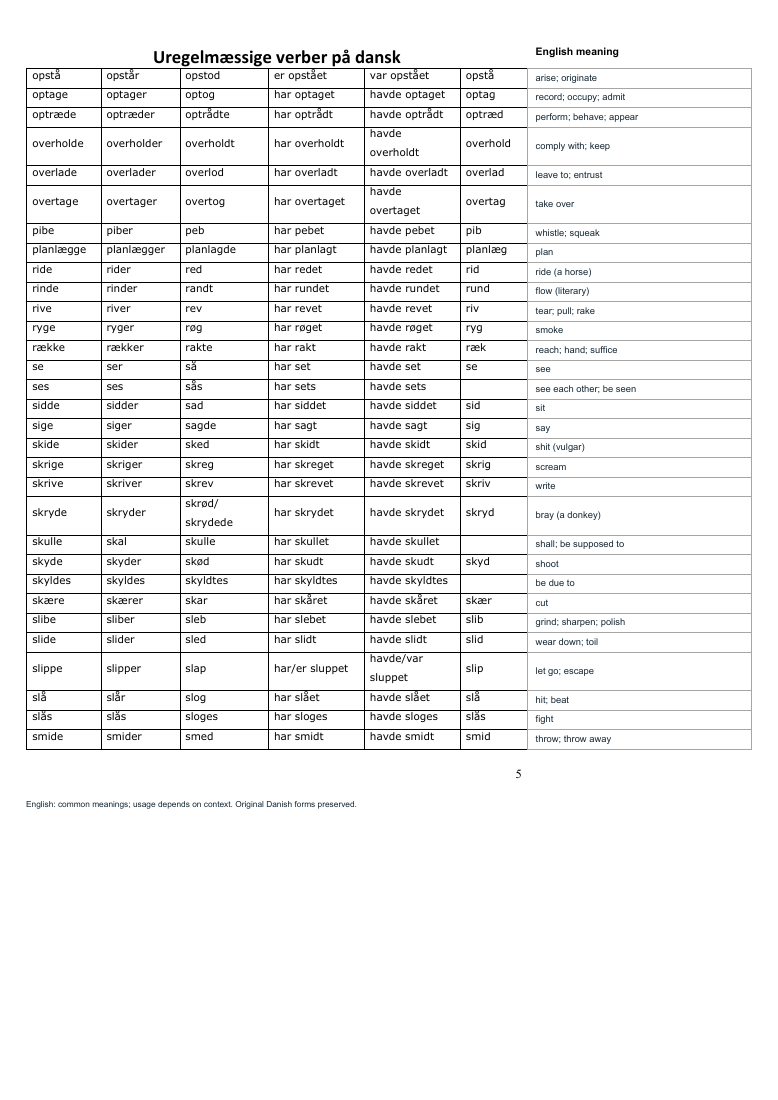 Uregelmæssige verber på dansk English meaning
opstå opstår opstod er opstået var opstået opstå arise; originate
optage optager optog har optaget havde optaget optag record; occupy; admit
optræde optræder optrådte har optrådt havde optrådt optræd perform; behave; appear
overholde overholder overholdt har overholdt havde overholdt overhold comply with; keep
overlade overlader overlod har overladt havde overladt overlad leave to; entrust
overtage overtager overtog har overtaget havde overtaget overtag take over
pibe piber peb har pebet havde pebet pib whistle; squeak
planlægge planlægger planlagde har planlagt havde planlagt planlæg plan
ride rider red har redet havde redet rid ride (a horse)
rinde rinder randt har rundet havde rundet rund flow (literary)
rive river rev har revet havde revet riv tear; pull; rake
ryge ryger røg har røget havde røget ryg smoke
række rækker rakte har rakt havde rakt ræk reach; hand; suffice
se ser så har set havde set se see
ses ses sås har sets havde sets see each other; be seen
sidde sidder sad har siddet havde siddet sid sit
sige siger sagde har sagt havde sagt sig say
skide skider sked har skidt havde skidt skid shit (vulgar)
skrige skriger skreg har skreget havde skreget skrig scream
skrive skriver skrev har skrevet havde skrevet skriv write
skryde skryder skrød/ skrydede har skrydet havde skrydet skryd bray (a donkey)
skulle skal skulle har skullet havde skullet shall; be supposed to
skyde skyder skød har skudt havde skudt skyd shoot
skyldes skyldes skyldtes har skyldtes havde skyldtes be due to
skære skærer skar har skåret havde skåret skær cut
slibe sliber sleb har slebet havde slebet slib grind; sharpen; polish
slide slider sled har slidt havde slidt slid wear down; toil
slippe slipper slap har/er sluppet havde/var sluppet slip let go; escape
slå slår slog har slået havde slået slå hit; beat
slås slås sloges har sloges havde sloges slås fight
smide smider smed har smidt havde smidt smid throw; throw away
5
English: common meanings; usage depends on context. Original Danish forms preserved.